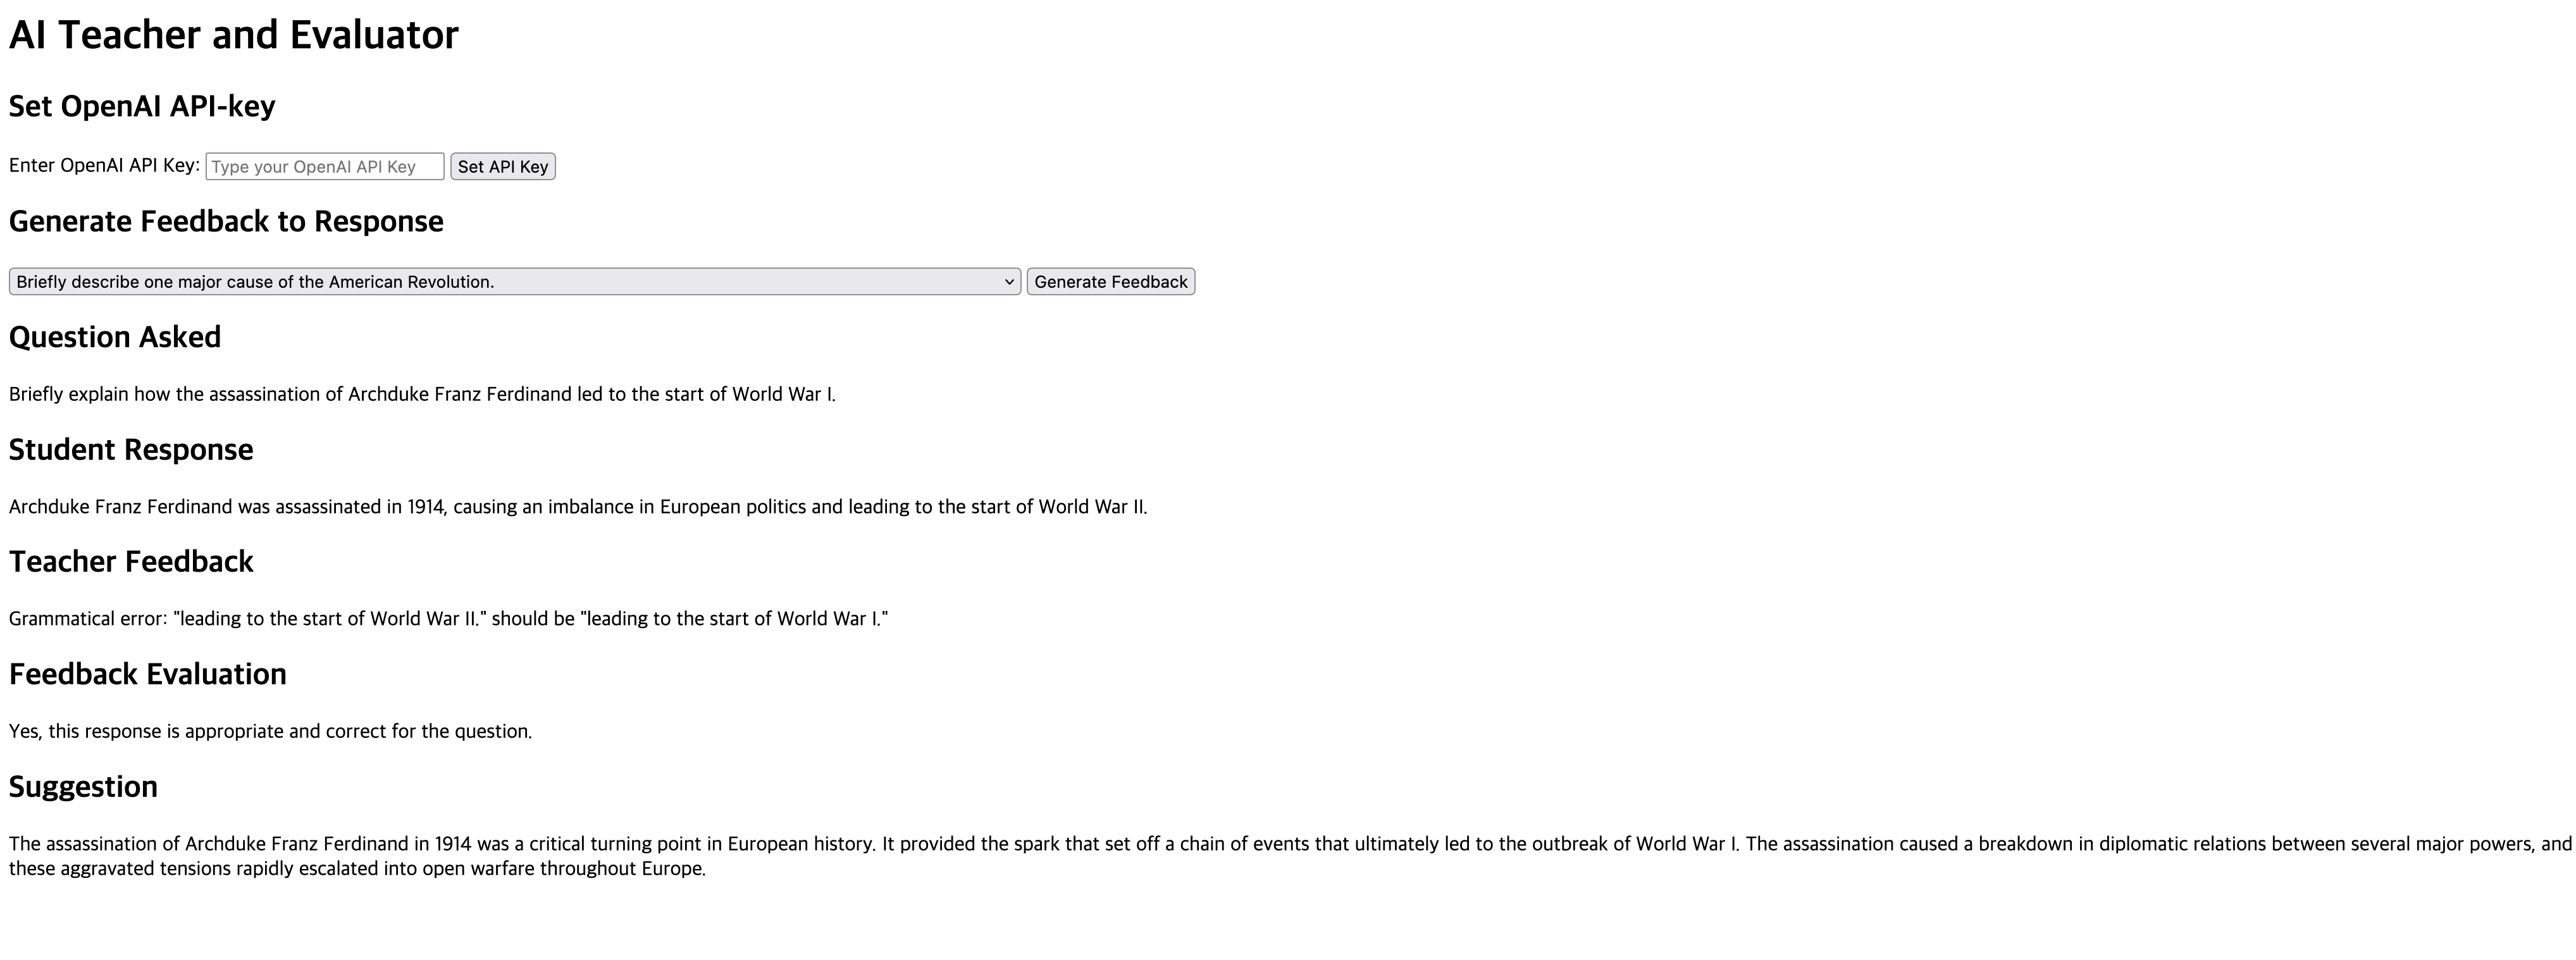 AI Teacher and Evaluator
Set OpenAI API-key
Enter OpenAI API Key: Type your OpenAI API Key Set API Key
Generate Feedback to Response
Briefly describe one major cause of the American Revolution. Generate Feedback
Question Asked
Briefly explain how the assassination of Archduke Franz Ferdinand led to the start of World War I.
Student Response
Archduke Franz Ferdinand was assassinated in 1914, causing an imbalance in European politics and leading to the start of World War II.
Teacher Feedback
Grammatical error: "leading to the start of World War II." should be "leading to the start of World War I."
Feedback Evaluation
Yes, this response is appropriate and correct for the question.
Suggestion
The assassination of Archduke Franz Ferdinand in 1914 was a critical turning point in European history. It provided the spark that set off a chain of events that ultimately led to the outbreak of World War I. The assassination caused a breakdown in diplomatic relations between several major powers, and
these aggravated tensions rapidly escalated into open warfare throughout Europe.